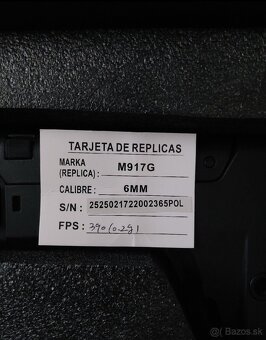 TARJETA DE REPLICAS
MARKA (REPLICA): M917G
CALIBRE: 6MM
S/N: 2525021722002365POL
FPS: 390 (0.2g)
bazos.sk